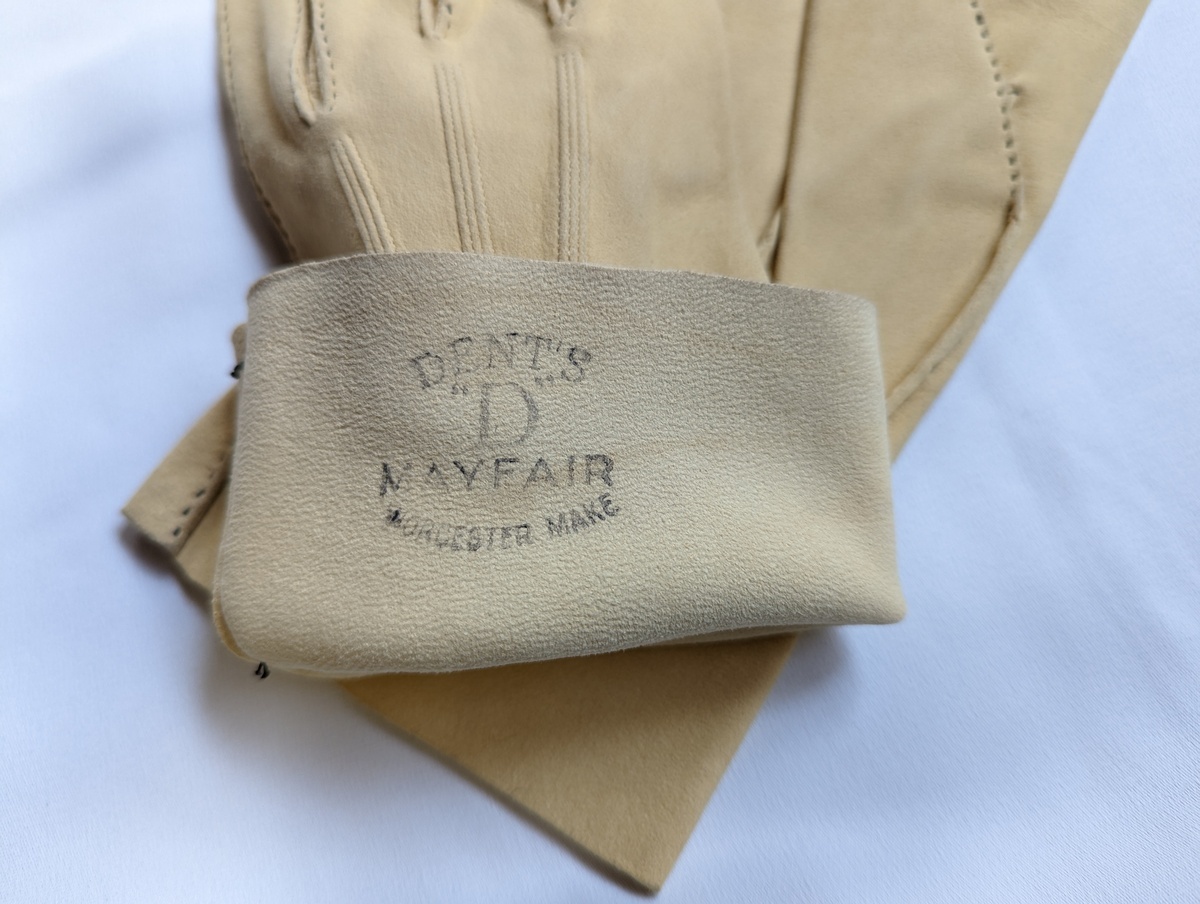 DENT'S
"D"
MAYFAIR
WORCESTER MAKE